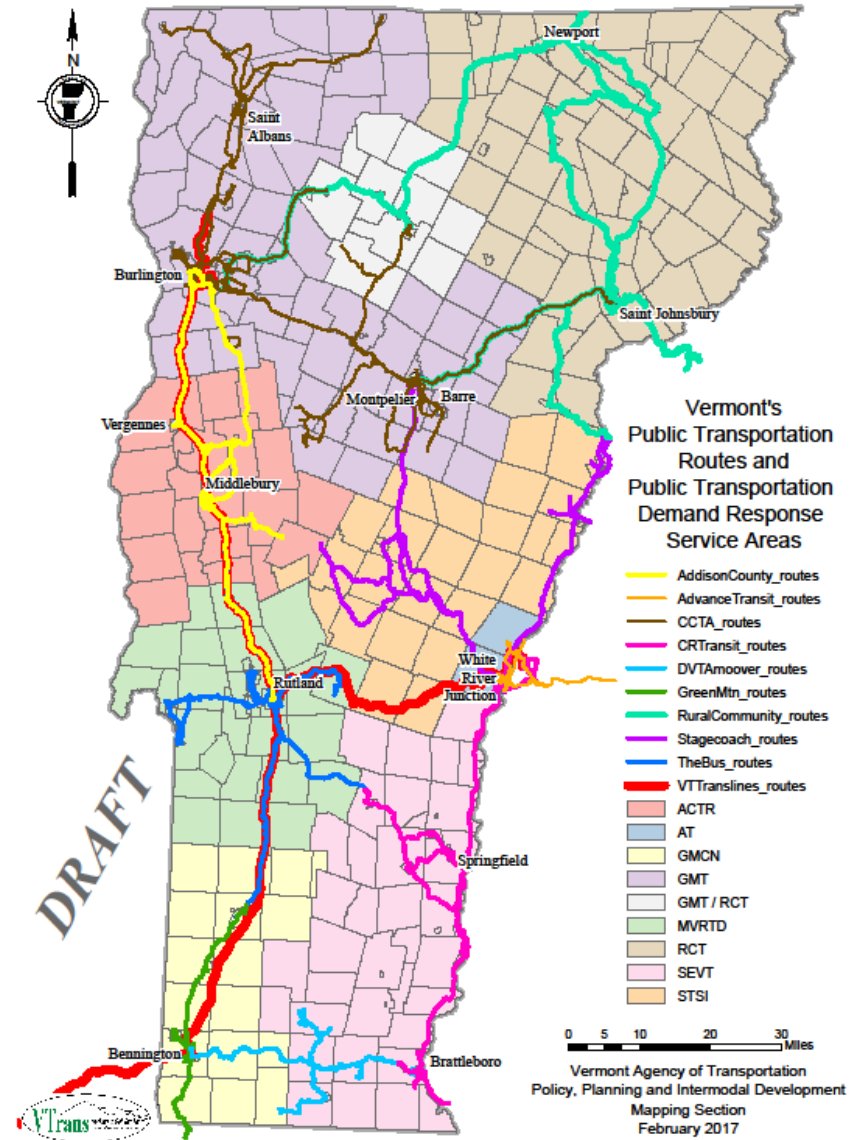 N
Newport
Saint
Albans
Burlington
Saint Johnsbury
Montpelier
Barre
Vergennes
Middlebury
White
River
Junction
Rutland
Springfield
Bennington
Brattleboro
DRAFT
VTrans
Vermont's
Public Transportation
Routes and
Public Transportation
Demand Response
Service Areas
AddisonCounty_routes
AdvanceTransit_routes
CCTA_routes
CRTransit_routes
DVTAmoover_routes
GreenMtn_routes
RuralCommunity_routes
Stagecoach_routes
TheBus_routes
VTTranslines_routes
ACTR
AT
GMCN
GMT
GMT / RCT
MVRTD
RCT
SEVT
STSI
0 5 10 20 30
Miles
Vermont Agency of Transportation
Policy, Planning and Intermodal Development
Mapping Section
February 2017